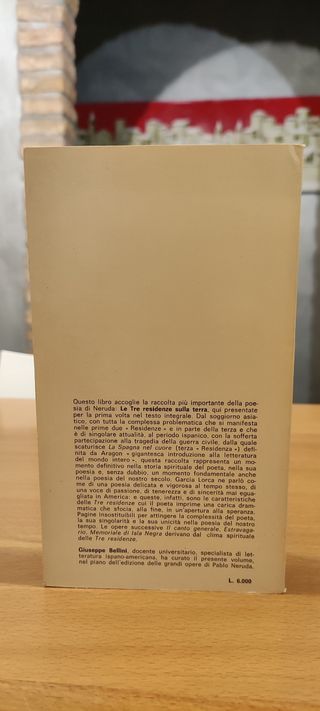 Questo libro accoglie la raccolta più importante della poe-
sia di Neruda: Le Tre residenze sulla terra, qui presentate
per la prima volta nel testo integrale. Dal soggiorno asia-
tico, con tutta la complessa problematica che si manifesta
nelle prime due « Residenze » e in parte della terza e che
è di singolare attualità, al periodo ispanico, con la sofferta
partecipazione alla tragedia della guerra civile, dalla quale
scaturisce La Spagna nel cuore (terza « Residenza ») defi-
nita da Aragon « gigantesca introduzione alla letteratura
del mondo intero », questa raccolta rappresenta un mo-
mento definitivo nella storia spirituale del poeta, nella sua
poesia e, senza dubbio, un momento fondamentale anche
nella poesia del nostro secolo. Garcia Lorca ne parlò co-
me di una poesia delicata e vigorosa al tempo stesso, di
una voce di passione, di tenerezza e di sincerità mai egua-
gliata in America: e queste, infatti, sono le caratteristiche
delle Tre residenze cui il poeta imprime una carica dram-
matica che sfocia, alla fine, in un'apertura alla speranza.
Pagine insostituibili per attingere la complessità del poeta,
la sua singolarità e la sua unicità nella poesia del nostro
tempo. Le opere successive Il canto generale, Estravaga-
rio, Memoriale di Isla Negra derivano dal clima spirituale
delle Tre residenze.
Giuseppe Bellini, docente universitario, specialista di let-
teratura ispano-americana, ha curato il presente volume,
nel piano dell'edizione delle grandi opere di Pablo Neruda.
L. 6.000